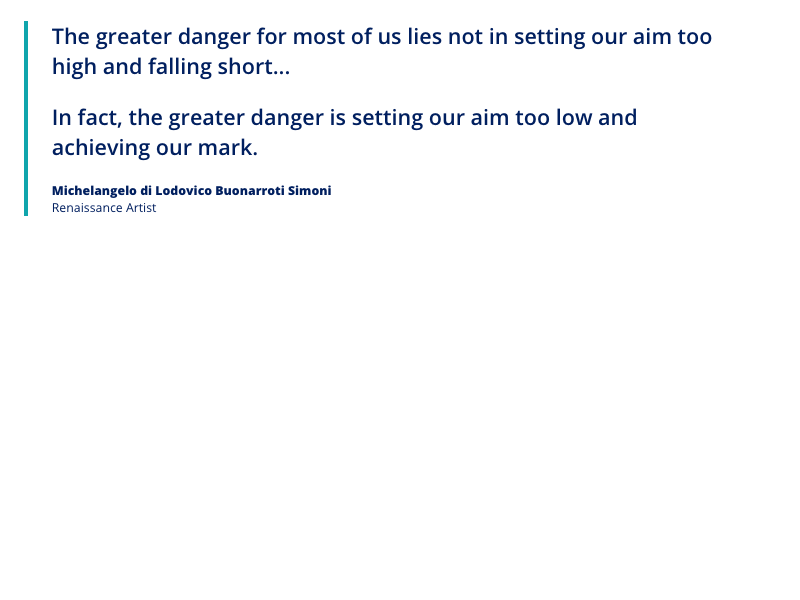 The greater danger for most of us lies not in setting our aim too
high and falling short...
In fact, the greater danger is setting our aim too low and
achieving our mark.
Michelangelo di Lodovico Buonarroti Simoni
Renaissance Artist